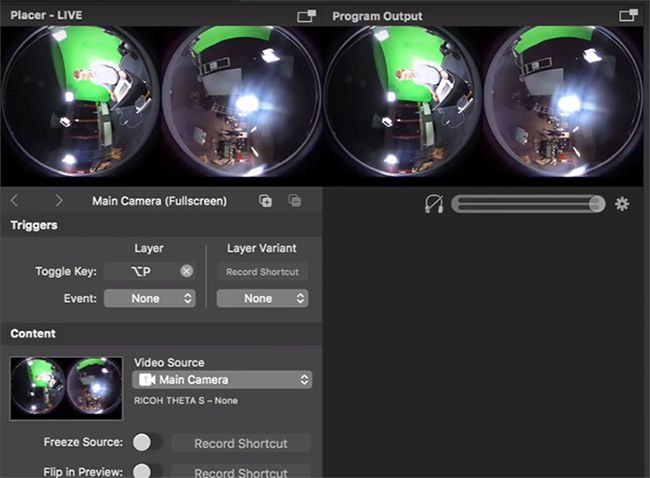 Placer - LIVE
Program Output
Main Camera (Fullscreen)
Triggers
Layer
Layer Variant
Toggle Key:
⌥P
Record Shortcut
Event:
None
None
Content
Video Source
1 Main Camera
RICOH THETA S – None
Freeze Source:
Record Shortcut
Flip in Preview:
Record Shortcut